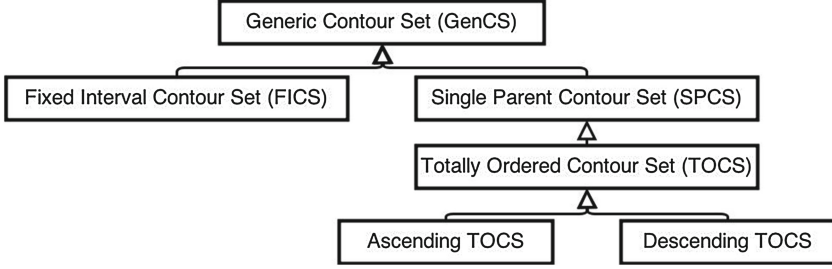 Generic Contour Set (GenCS)
Fixed Interval Contour Set (FICS)
Single Parent Contour Set (SPCS)
Totally Ordered Contour Set (TOCS)
Ascending TOCS
Descending TOCS